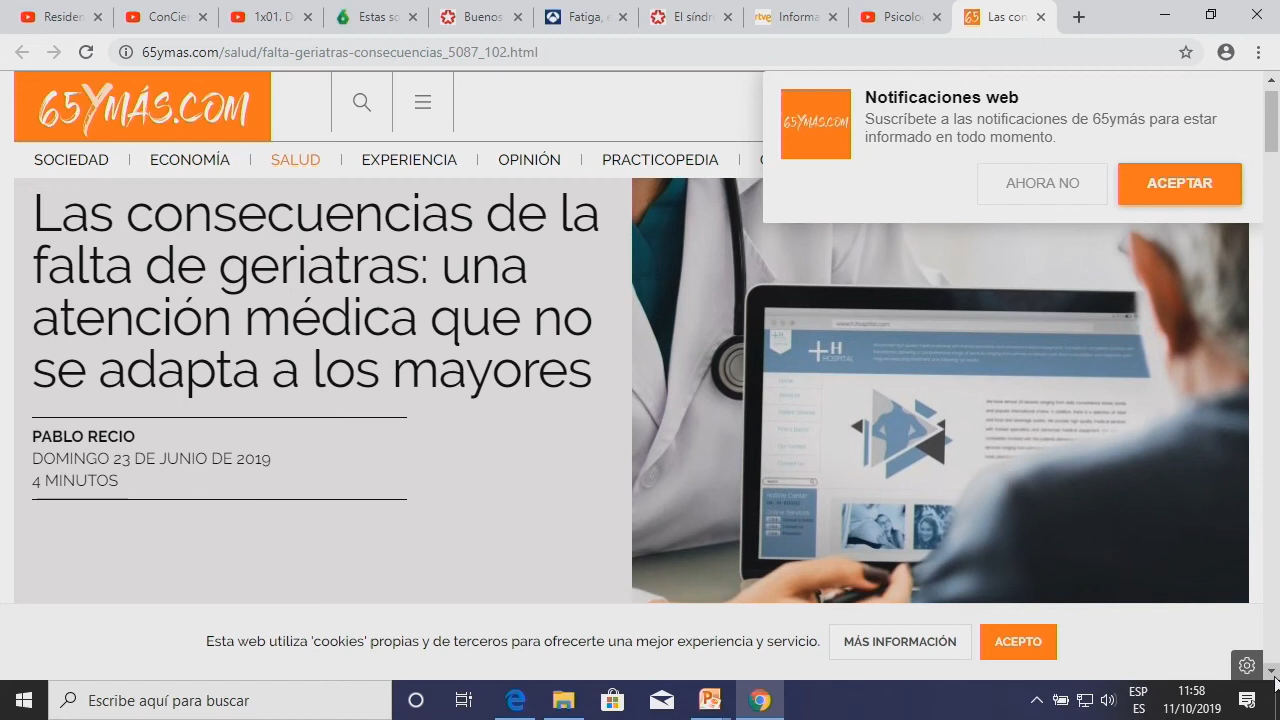 Residen
ConCien
1x01. D
Estas so
Buenos
Fatiga, e
El síndr
Informa
Psicolog
Las con
65ymas.com/salud/falta-geriatras-consecuencias_5087_102.html
65YMÁS.COM
Notificaciones web
Suscríbete a las notificaciones de 65ymás para estar
informado en todo momento.
65YMÁS.COM
AHORA NO
ACEPTAR
SOCIEDAD
ECONOMÍA
SALUD
EXPERIENCIA
OPINIÓN
PRACTICOPEDIA
Las consecuencias de la
falta de geriatras: una
atención médica que no
se adapta a los mayores
PABLO RECIO
DOMINGO 23 DE JUNIO DE 2019
4 MINUTOS
HOSPITAL
Esta web utiliza 'cookies' propias y de terceros para ofrecerte una mejor experiencia y servicio.
MÁS INFORMACIÓN
ACEPTO
Escribe aquí para buscar
ESP
ES
11:58
11/10/2019